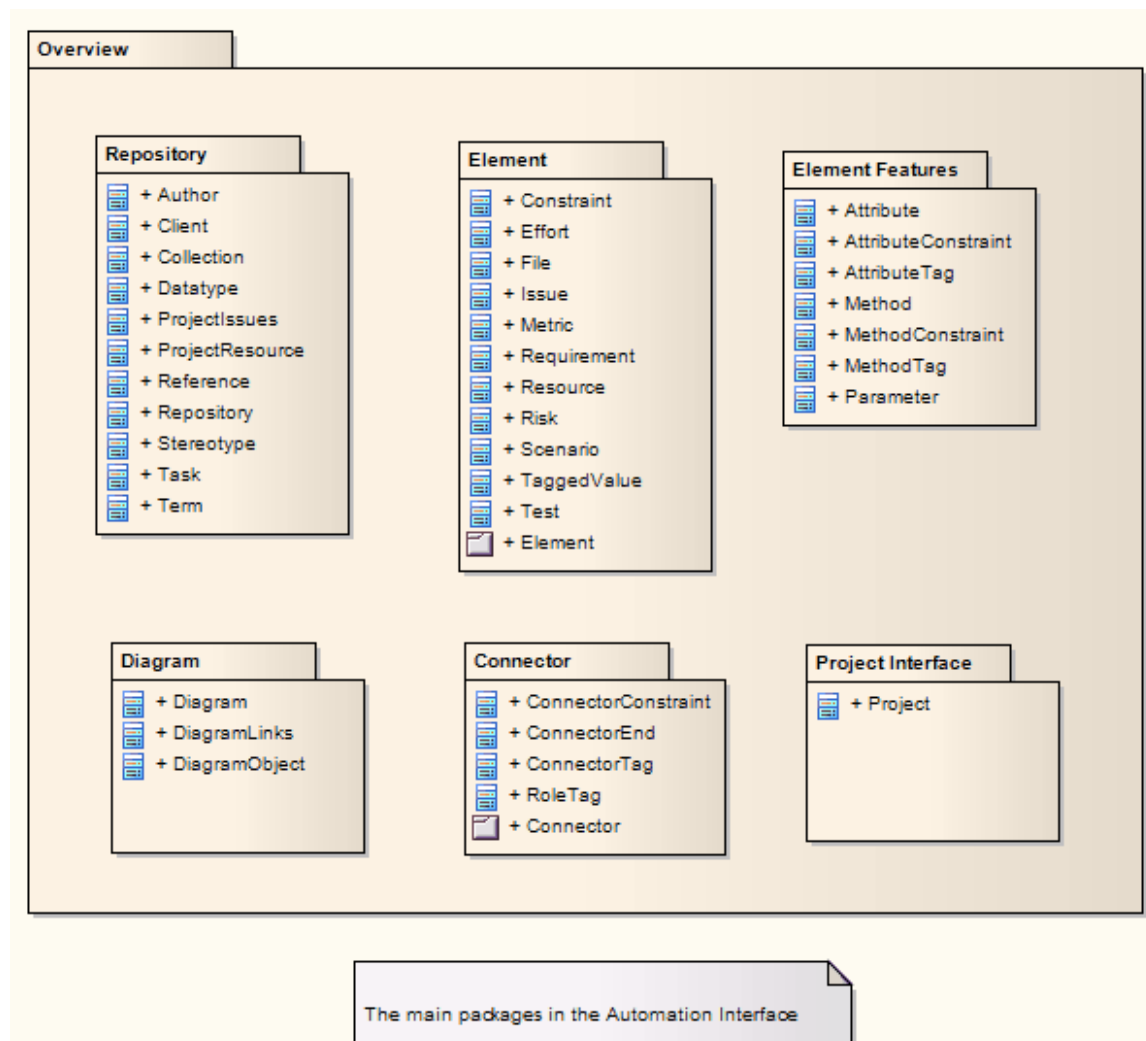 Overview
Repository
+ Author
+ Client
+ Collection
+ Datatype
+ ProjectIssues
+ ProjectResource
+ Reference
+ Repository
+ Stereotype
+ Task
+ Term
Element
+ Constraint
+ Effort
+ File
+ Issue
+ Metric
+ Requirement
+ Resource
+ Risk
+ Scenario
+ TaggedValue
+ Test
+ Element
Element Features
+ Attribute
+ AttributeConstraint
+ AttributeTag
+ Method
+ MethodConstraint
+ MethodTag
+ Parameter
Diagram
+ Diagram
+ DiagramLinks
+ DiagramObject
Connector
+ ConnectorConstraint
+ ConnectorEnd
+ ConnectorTag
+ RoleTag
+ Connector
Project Interface
+ Project
The main packages in the Automation Interface